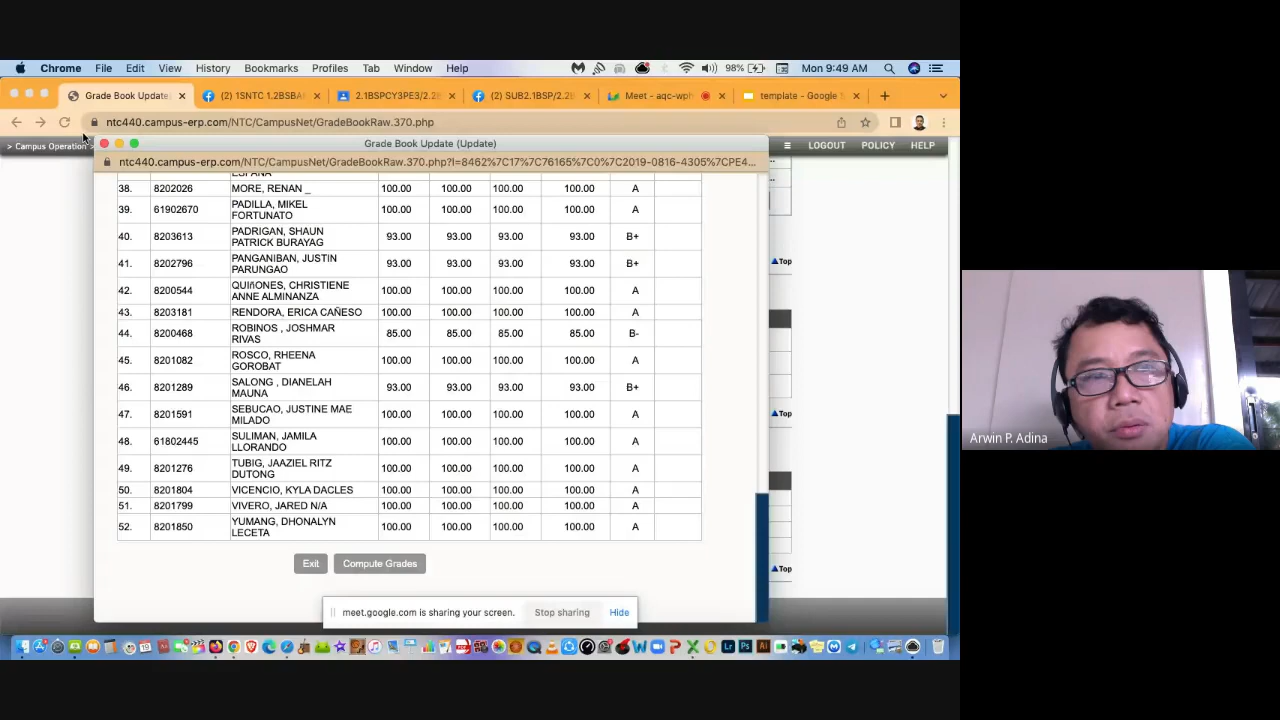 Chrome File Edit View History Bookmarks Profiles Tab Window Help 98% Mon 9:49 AM
Grade Book Update (2) 1SNTC 1.2BSBA 2.1BSPCY3PE3/2.2B (2) SUB2.1BSP/2.2B Meet - aqc-wph template - Google S
ntc440.campus-erp.com/NTC/CampusNet/GradeBookRaw.370.php
> Campus Operation > LOGOUT POLICY HELP
Grade Book Update (Update)
ntc440.campus-erp.com/NTC/CampusNet/GradeBookRaw.370.php?I=8462%7C17%7C76165%7C0%7C2019-0816-4305%7CPE4...
ESPAÑA
38. 8202026 MORE, RENAN _ 100.00 100.00 100.00 100.00 A
39. 61902670 PADILLA, MIKEL
FORTUNATO 100.00 100.00 100.00 100.00 A
40. 8203613 PADRIGAN, SHAUN
PATRICK BURAYAG 93.00 93.00 93.00 93.00 B+
41. 8202796 PANGANIBAN, JUSTIN
PARUNGAO 93.00 93.00 93.00 93.00 B+
42. 8200544 QUIñONES, CHRISTIENE
ANNE ALMINANZA 100.00 100.00 100.00 100.00 A
43. 8203181 RENDORA, ERICA CAÑESO 100.00 100.00 100.00 100.00 A
44. 8200468 ROBINOS , JOSHMAR
RIVAS 85.00 85.00 85.00 85.00 B-
45. 8201082 ROSCO, RHEENA
GOROBAT 100.00 100.00 100.00 100.00 A
46. 8201289 SALONG , DIANELAH
MAUNA 93.00 93.00 93.00 93.00 B+
47. 8201591 SEBUCAO, JUSTINE MAE
MILADO 100.00 100.00 100.00 100.00 A
48. 61802445 SULIMAN, JAMILA
LLORANDO 100.00 100.00 100.00 100.00 A
49. 8201276 TUBIG, JAAZIEL RITZ
DUTONG 100.00 100.00 100.00 100.00 A
50. 8201804 VICENCIO, KYLA DACLES 100.00 100.00 100.00 100.00 A
51. 8201799 VIVERO, JARED N/A 100.00 100.00 100.00 100.00 A
52. 8201850 YUMANG, DHONALYN
LECETA 100.00 100.00 100.00 100.00 A
Exit Compute Grades
meet.google.com is sharing your screen. Stop sharing Hide
Top
Top
Top
Arwin P. Adina